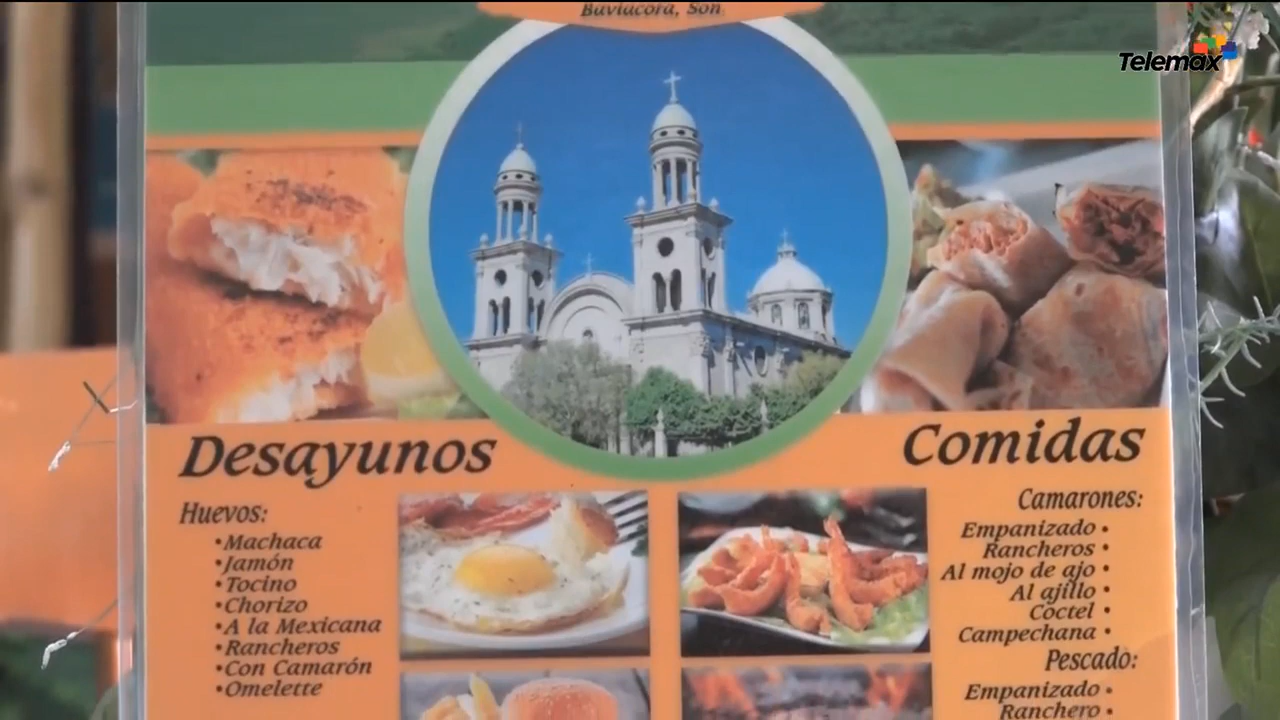 Baviacora, Son.
Telemax
Desayunos
Huevos:
•Machaca
•Jamón
•Tocino
•Chorizo
•A la Mexicana
•Rancheros
•Con Camarón
•Omelette
Comidas
Camarones:
Empanizado •
Rancheros •
Al mojo de ajo •
Al ajillo •
Coctel •
Campechana •
Pescado:
Empanizado •
Ranchero •